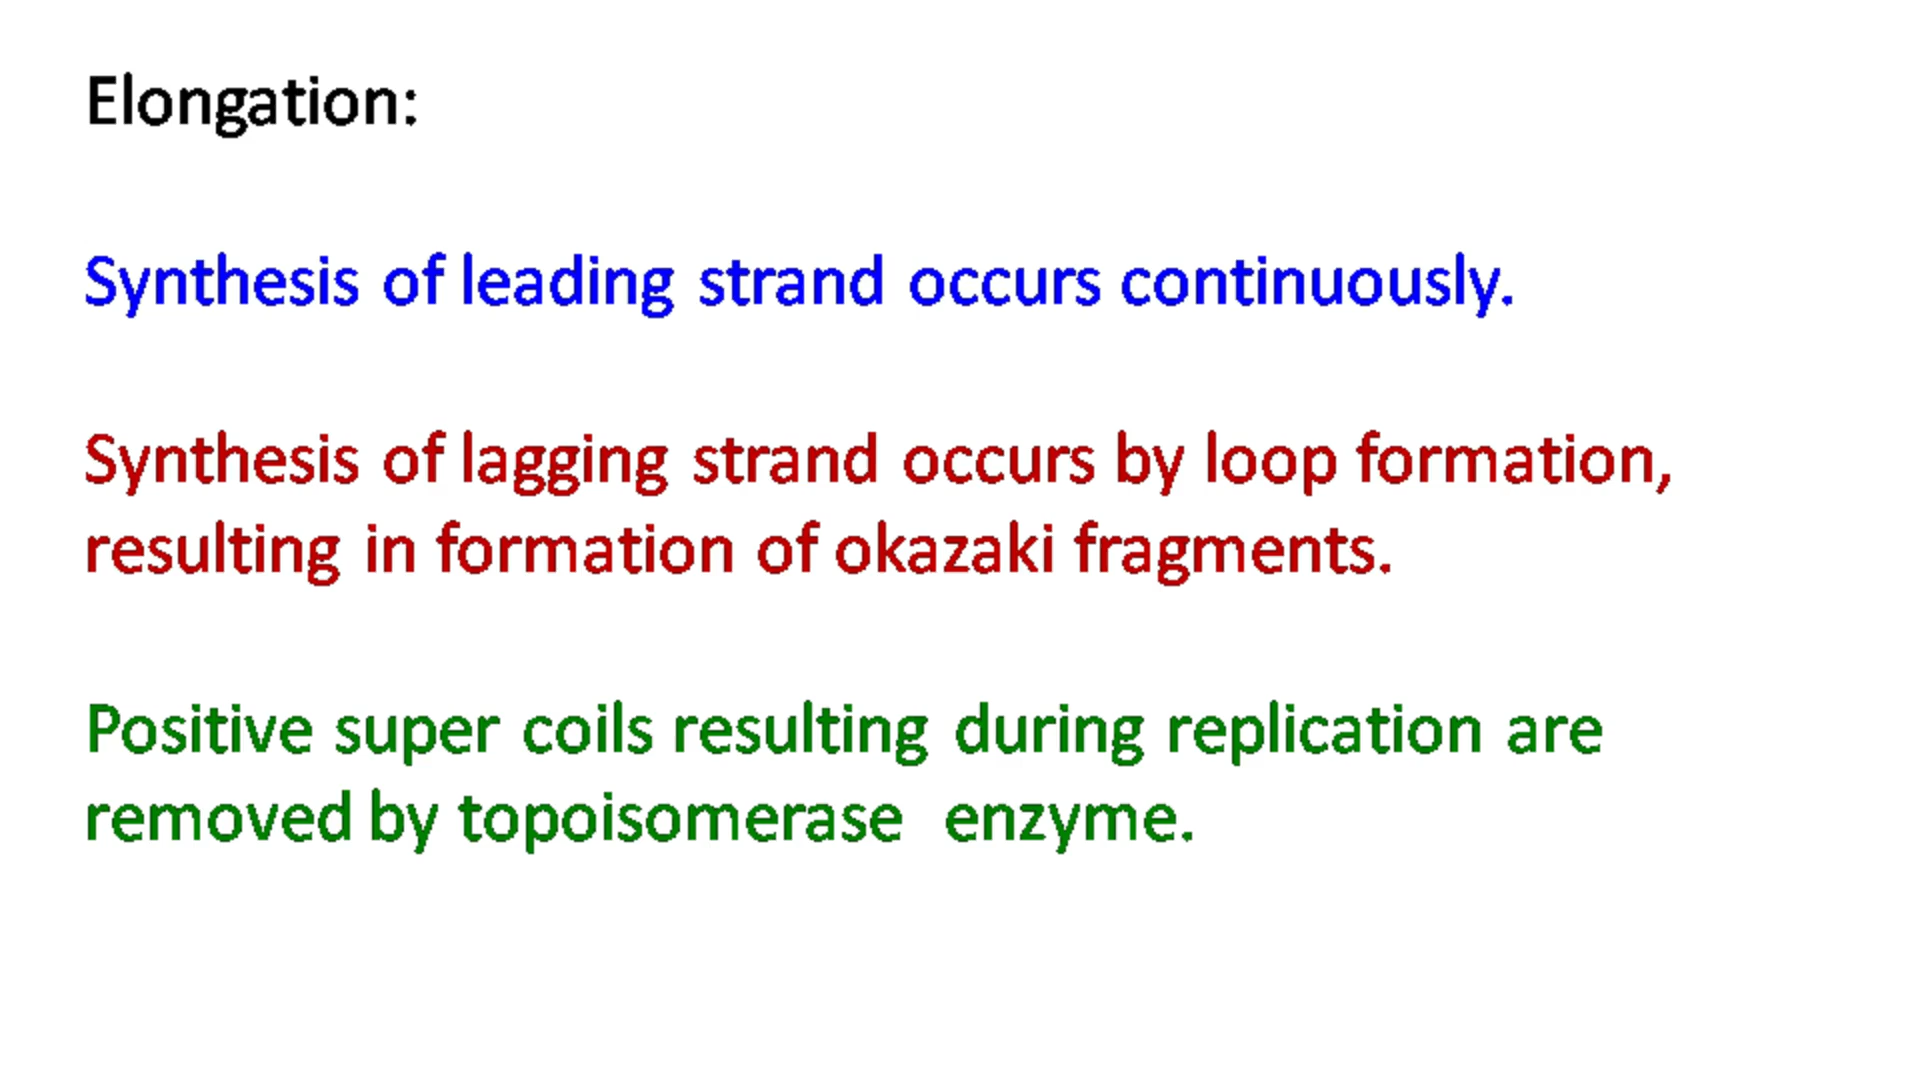 Elongation:
Synthesis of leading strand occurs continuously.
Synthesis of lagging strand occurs by loop formation,
resulting in formation of okazaki fragments.
Positive super coils resulting during replication are
removed by topoisomerase enzyme.